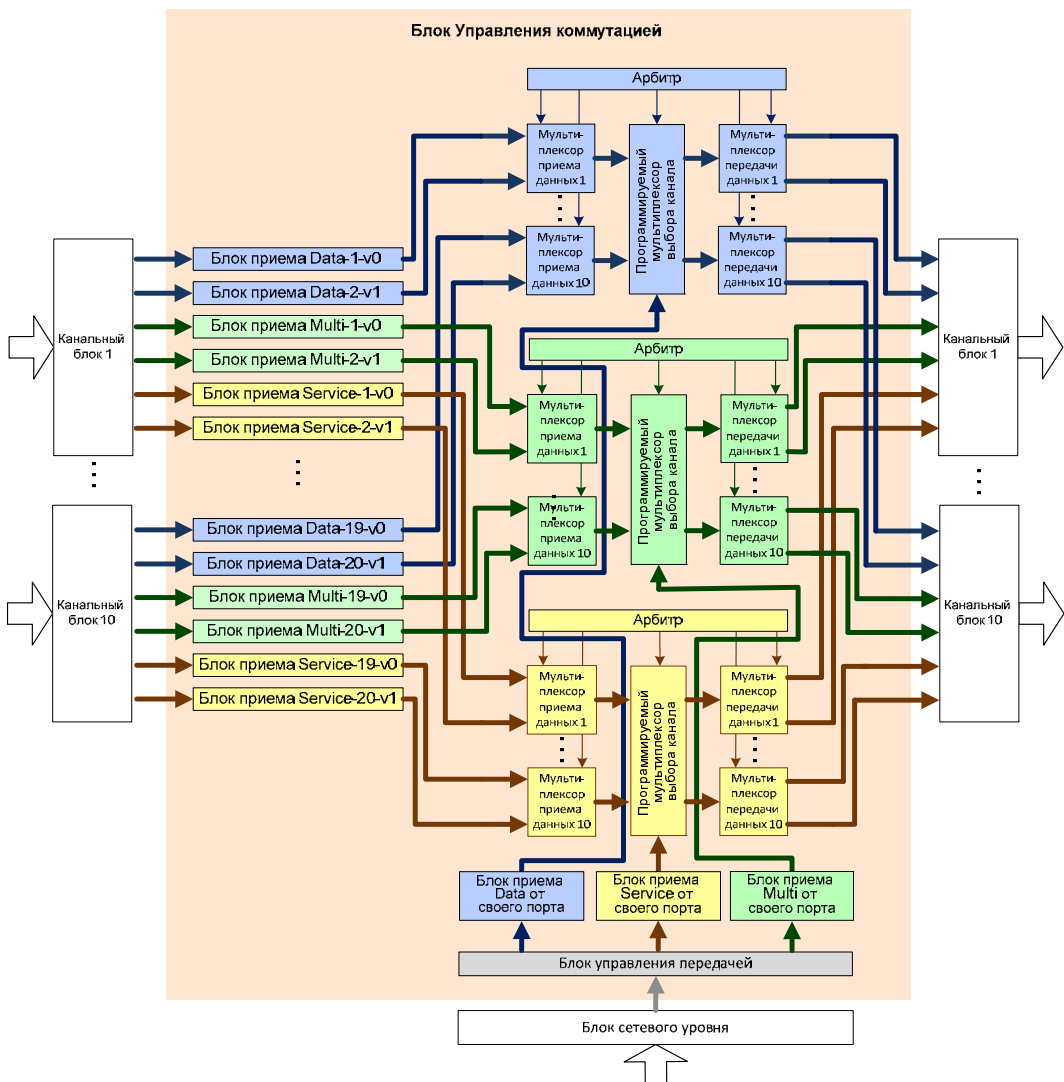 Блок Управления коммутацией
Арбитр
Мульти-
плексор
приема
данных 1
Программируемый
мультиплексор
выбора канала
Мульти-
плексор
передачи
данных 1
Мульти-
плексор
приема
данных 10
Мульти-
плексор
передачи
данных 10
Канальный
блок 1
Блок приема Data-1-v0
Блок приема Data-2-v1
Блок приема Multi-1-v0
Блок приема Multi-2-v1
Блок приема Service-1-v0
Блок приема Service-2-v1
Канальный
блок 1
Арбитр
Мульти-
плексор
приема
данных 1
Программируемый
мультиплексор
выбора канала
Мульти-
плексор
передачи
данных 1
Мульти-
плексор
приема
данных 10
Мульти-
плексор
передачи
данных 10
Канальный
блок 10
Блок приема Data-19-v0
Блок приема Data-20-v1
Блок приема Multi-19-v0
Блок приема Multi-20-v1
Блок приема Service-19-v0
Блок приема Service-20-v1
Канальный
блок 10
Арбитр
Мульти-
плексор
приема
данных 1
Программируемый
мультиплексор
выбора канала
Мульти-
плексор
передачи
данных 1
Мульти-
плексор
приема
данных 10
Мульти-
плексор
передачи
данных 10
Блок приема
Data от
своего порта
Блок приема
Service от
своего порта
Блок приема
Multi от
своего порта
Блок управления передачей
Блок сетевого уровня